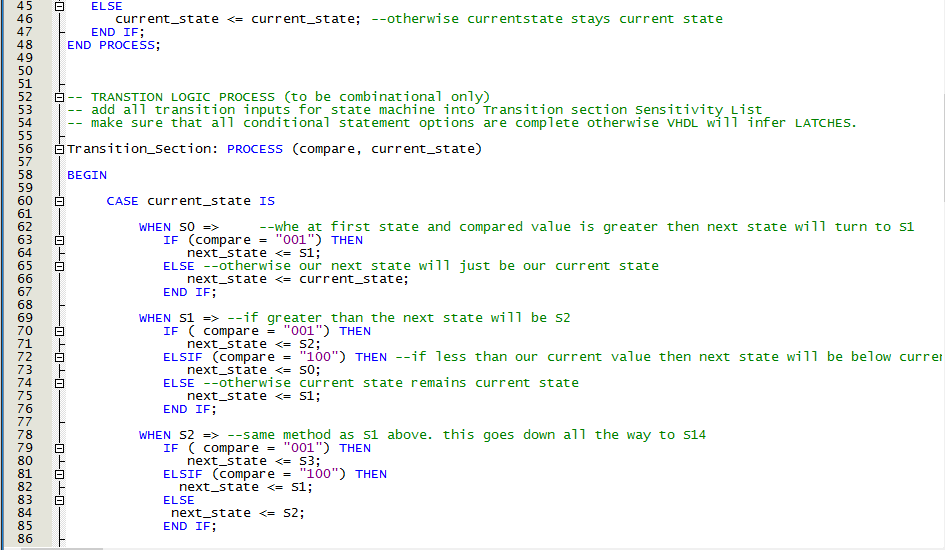 45 ELSE
46 current_state <= current_state; --otherwise currentstate stays current state
47 END IF;
48 END PROCESS;
49
50
51
52 -- TRANSTION LOGIC PROCESS (to be combinational only)
53 -- add all transition inputs for state machine into Transition section Sensitivity List
54 -- make sure that all conditional statement options are complete otherwise VHDL will infer LATCHES.
55
56 Transition_Section: PROCESS (compare, current_state)
57
58 BEGIN
59
60 CASE current_state IS
61
62 WHEN S0 => --whe at first state and compared value is greater then next state will turn to S1
63 IF (compare = "001") THEN
64 next_state <= S1;
65 ELSE --otherwise our next state will just be our current state
66 next_state <= current_state;
67 END IF;
68
69 WHEN S1 => --if greater than the next state will be S2
70 IF ( compare = "001") THEN
71 next_state <= S2;
72 ELSIF (compare = "100") THEN --if less than our current value then next state will be below curre
73 next_state <= S0;
74 ELSE --otherwise current state remains current state
75 next_state <= S1;
76 END IF;
77
78 WHEN S2 => --same method as S1 above. this goes down all the way to S14
79 IF ( compare = "001") THEN
80 next_state <= S3;
81 ELSIF (compare = "100") THEN
82 next_state <= S1;
83 ELSE
84 next_state <= S2;
85 END IF;
86